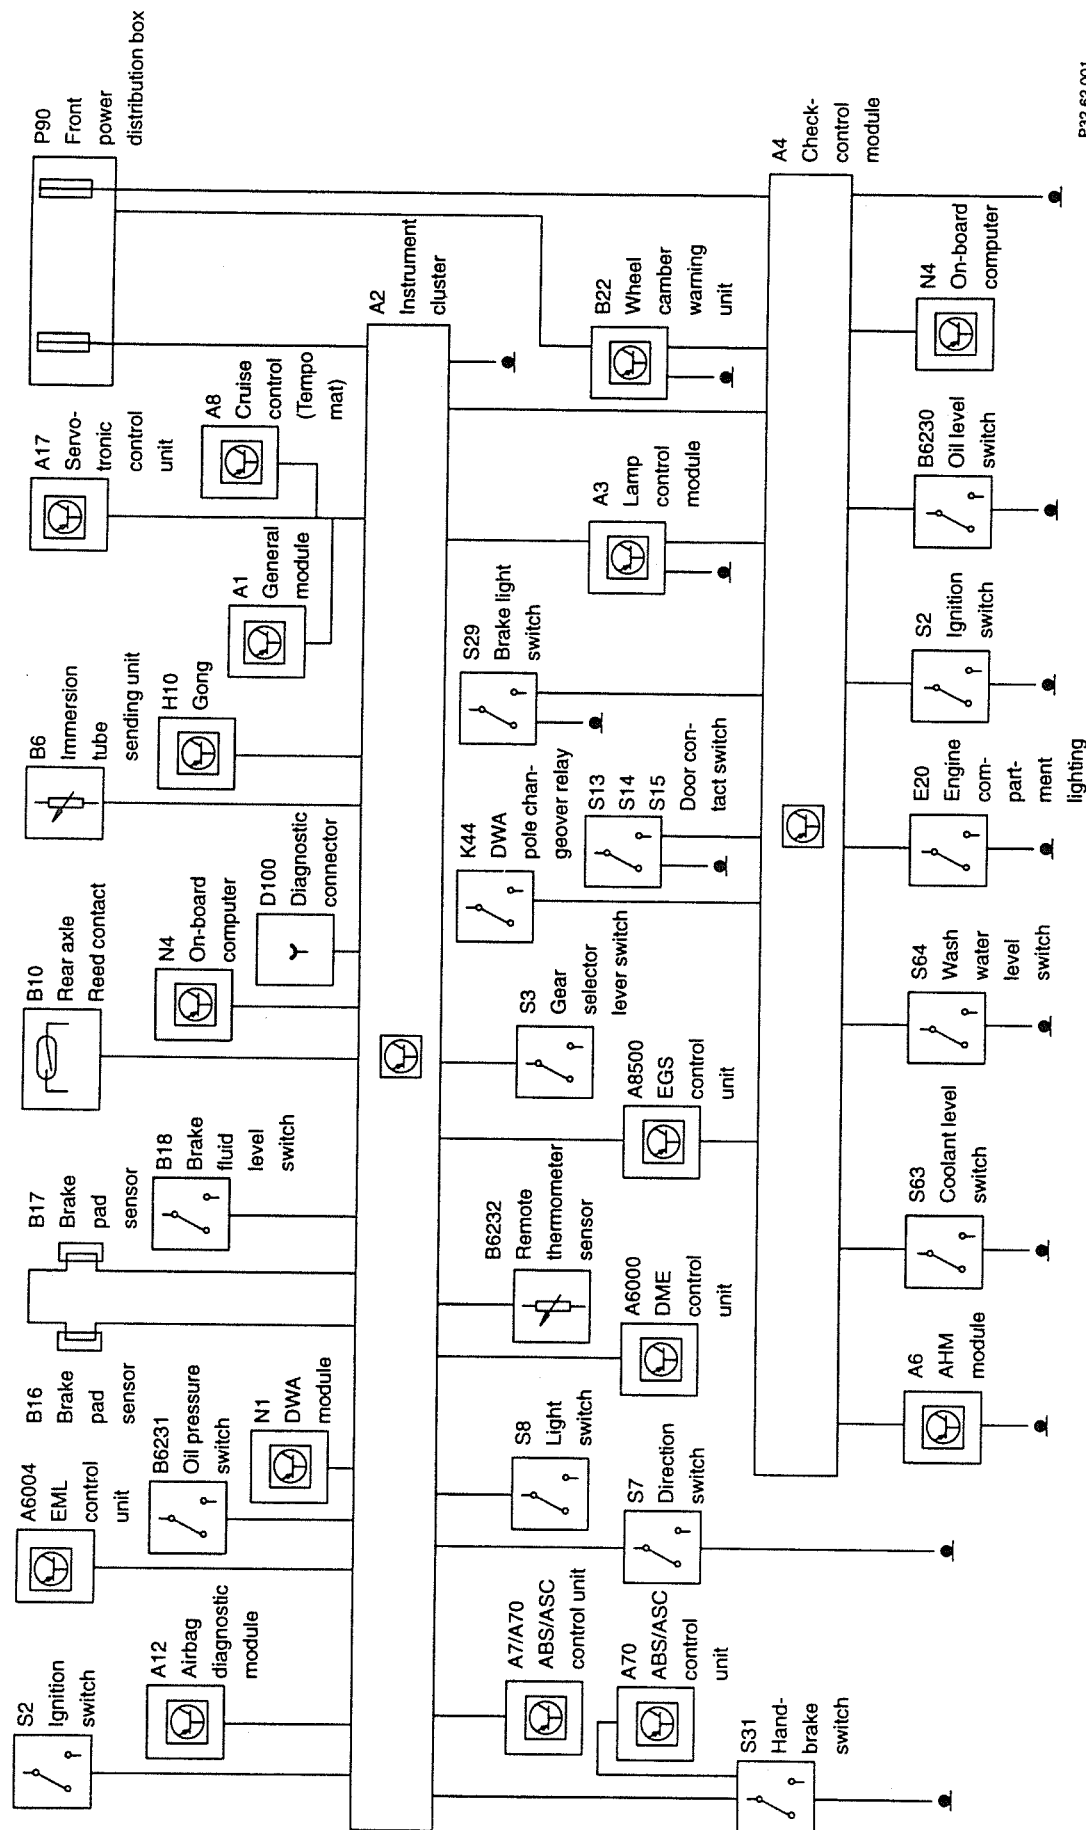 S2
Ignition
switch
A12
Airbag
diagnostic
module
A6004
EML
control
unit
B6231
Oil pressure
switch
N1
DWA
module
B16
Brake
pad
sensor
B17
Brake
pad
sensor
B18
Brake
fluid
level
switch
B10
Rear axle
Reed contact
N4
On-board
computer
D100
Diagnostic
connector
B6
Immersion
tube
sending unit
H10
Gong
A1
General
module
A17
Servo-
tronic
control
unit
A8
Cruise
control
(Tempo
mat)
P90
Front
power
distribution box
A2
Instrument
cluster
A7/A70
ABS/ASC
control unit
A70
ABS/ASC
control
unit
S31
Hand-
brake
switch
S8
Light
switch
S7
Direction
switch
B6232
Remote
thermometer
sensor
A6000
DME
control
unit
S3
Gear
selector
lever switch
A8500
EGS
control
unit
K44
DWA
pole chan-
geover relay
S13
S14
S15
Door con-
tact switch
S29
Brake light
switch
A3
Lamp
control
module
B22
Wheel
camber
warning
unit
A4
Check-
control
module
A6
AHM
module
S63
Coolant level
switch
S64
Wash
water
level
switch
E20
Engine
com-
part-
ment
lighting
S2
Ignition
switch
B6230
Oil level
switch
N4
On-board
computer